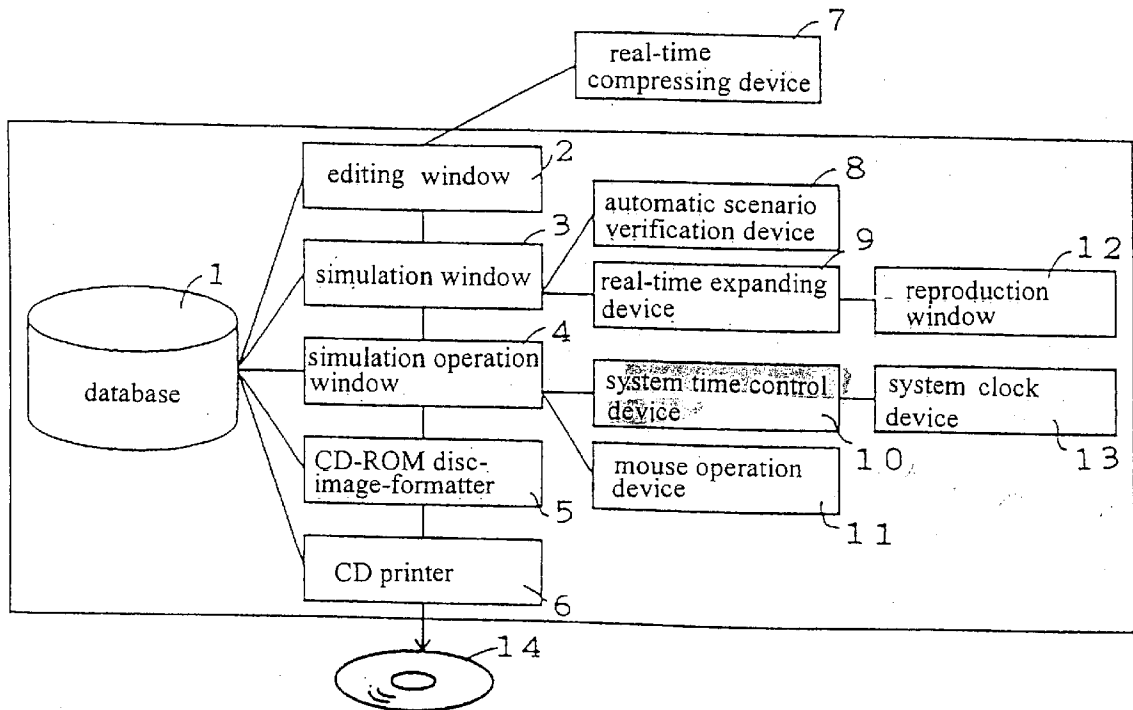 7
real-time
compressing device
editing window
2
8
automatic scenario
verification device
3
simulation window
9
real-time expanding
device
12
reproduction
window
1
database
4
simulation operation
window
system time control
device
10
system clock
device
13
CD-ROM disc-
image-formatter
5
mouse operation
device
11
CD printer
6
14